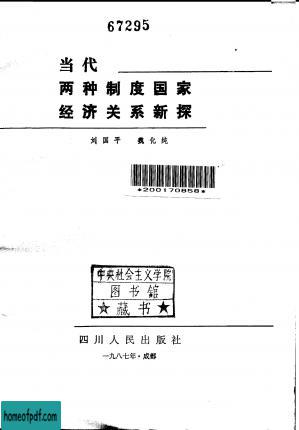 67295
当代
两种制度国家
经济关系新探
刘国平 魏化纯
*200170858*
中央社会主义学院
图书馆
★藏书★
四川人民出版社
一九八七年·成都
homeofpdf.com
homeofpdf.com